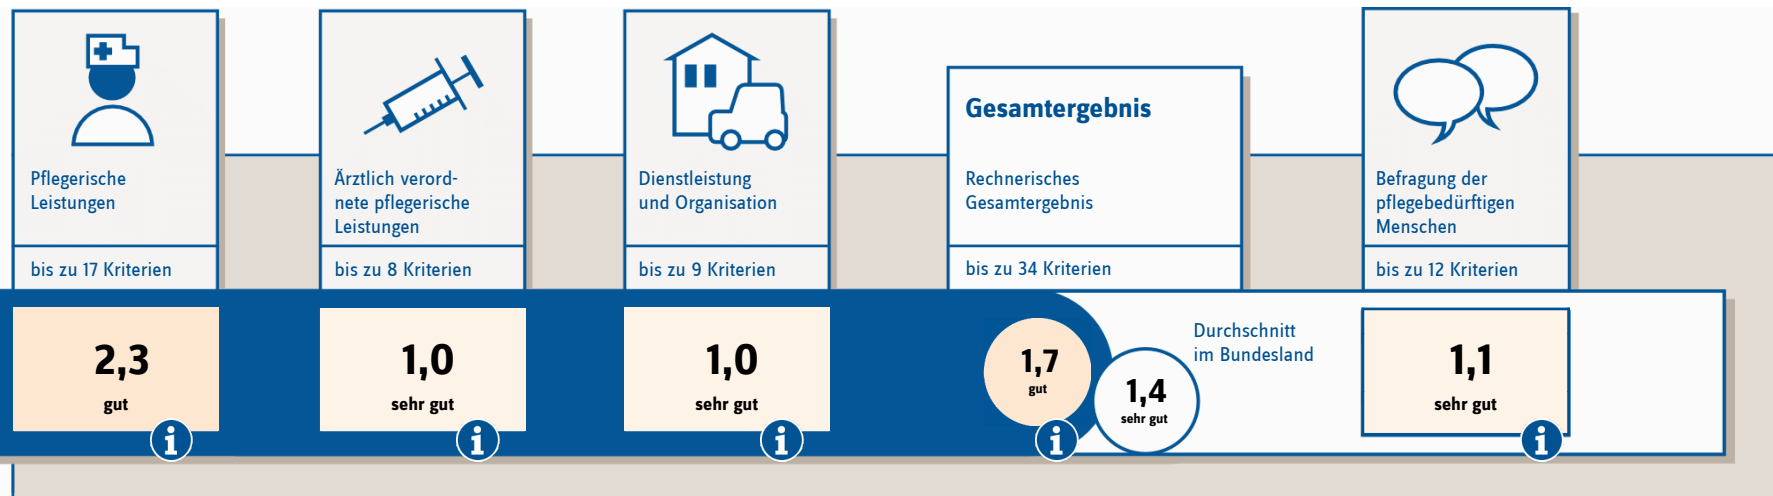 Pflegerische
Leistungen
bis zu 17 Kriterien
2,3
gut
i
Ärztlich verord-
nete pflegerische
Leistungen
bis zu 8 Kriterien
1,0
sehr gut
i
Dienstleistung
und Organisation
bis zu 9 Kriterien
1,0
sehr gut
i
Gesamtergebnis
Rechnerisches
Gesamtergebnis
bis zu 34 Kriterien
1,7
gut
i
1,4
sehr gut
Durchschnitt
im Bundesland
Befragung der
pflegebedürftigen
Menschen
bis zu 12 Kriterien
1,1
sehr gut
i